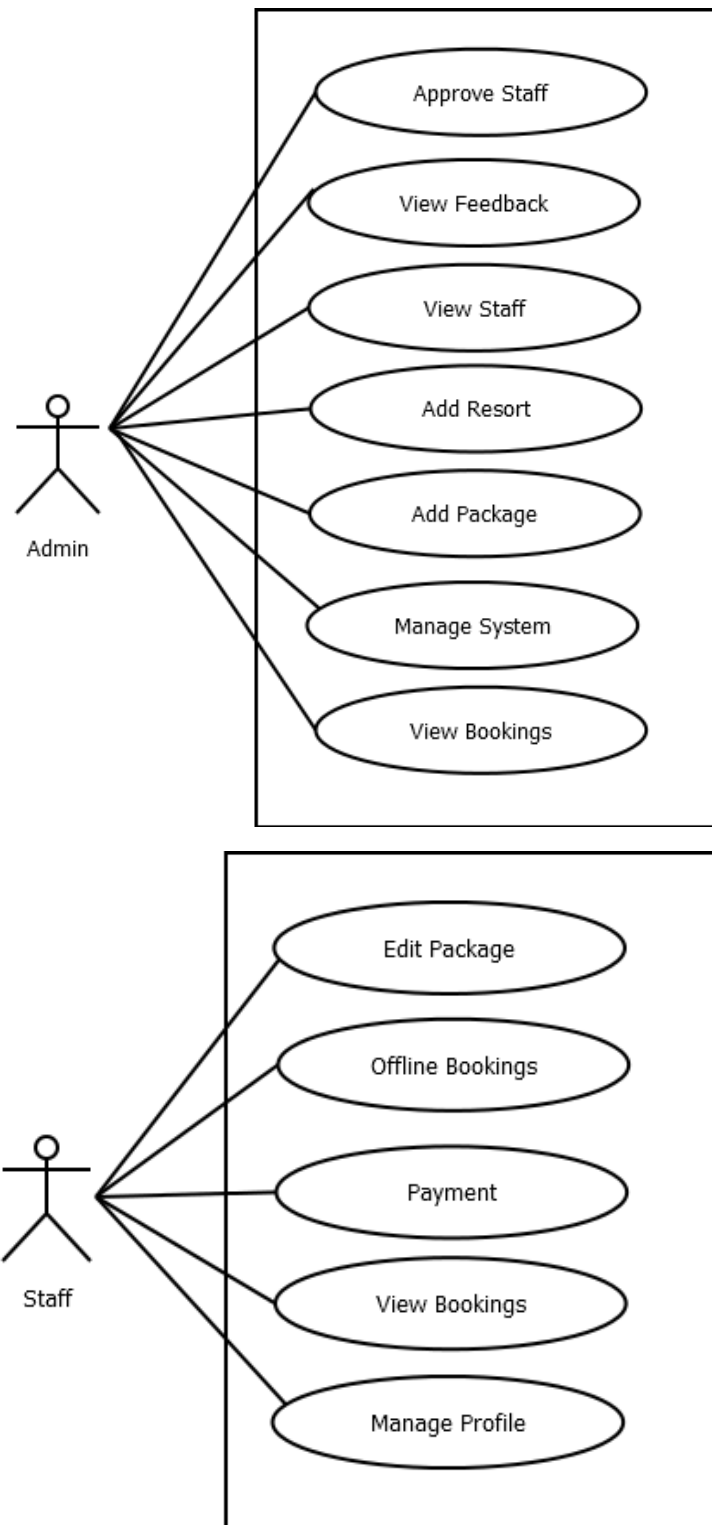 Approve Staff
View Feedback
View Staff
Add Resort
Add Package
Manage System
View Bookings
Admin
Edit Package
Offline Bookings
Payment
View Bookings
Manage Profile
Staff